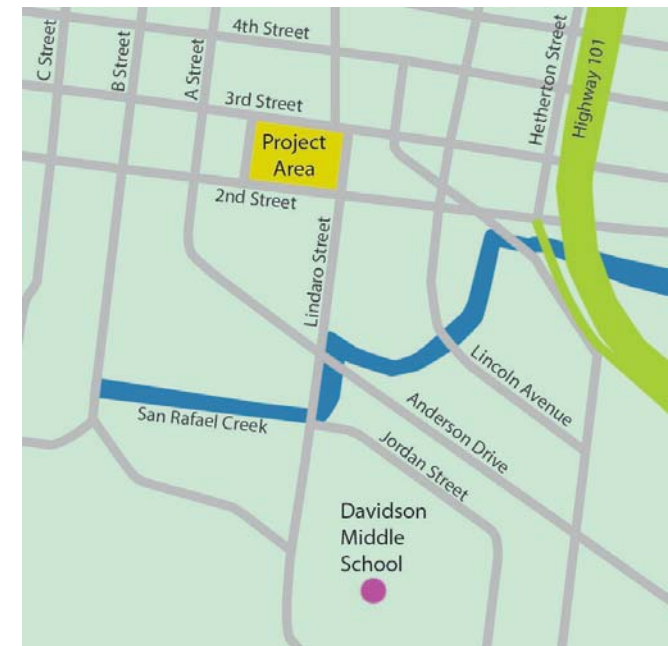 4th Street
C Street
B Street
A Street
Hetherton Street
Highway 101
3rd Street
Project
Area
2nd Street
Lindaro Street
Lincoln Avenue
San Rafael Creek
Anderson Drive
Jordan Street
Davidson
Middle
School